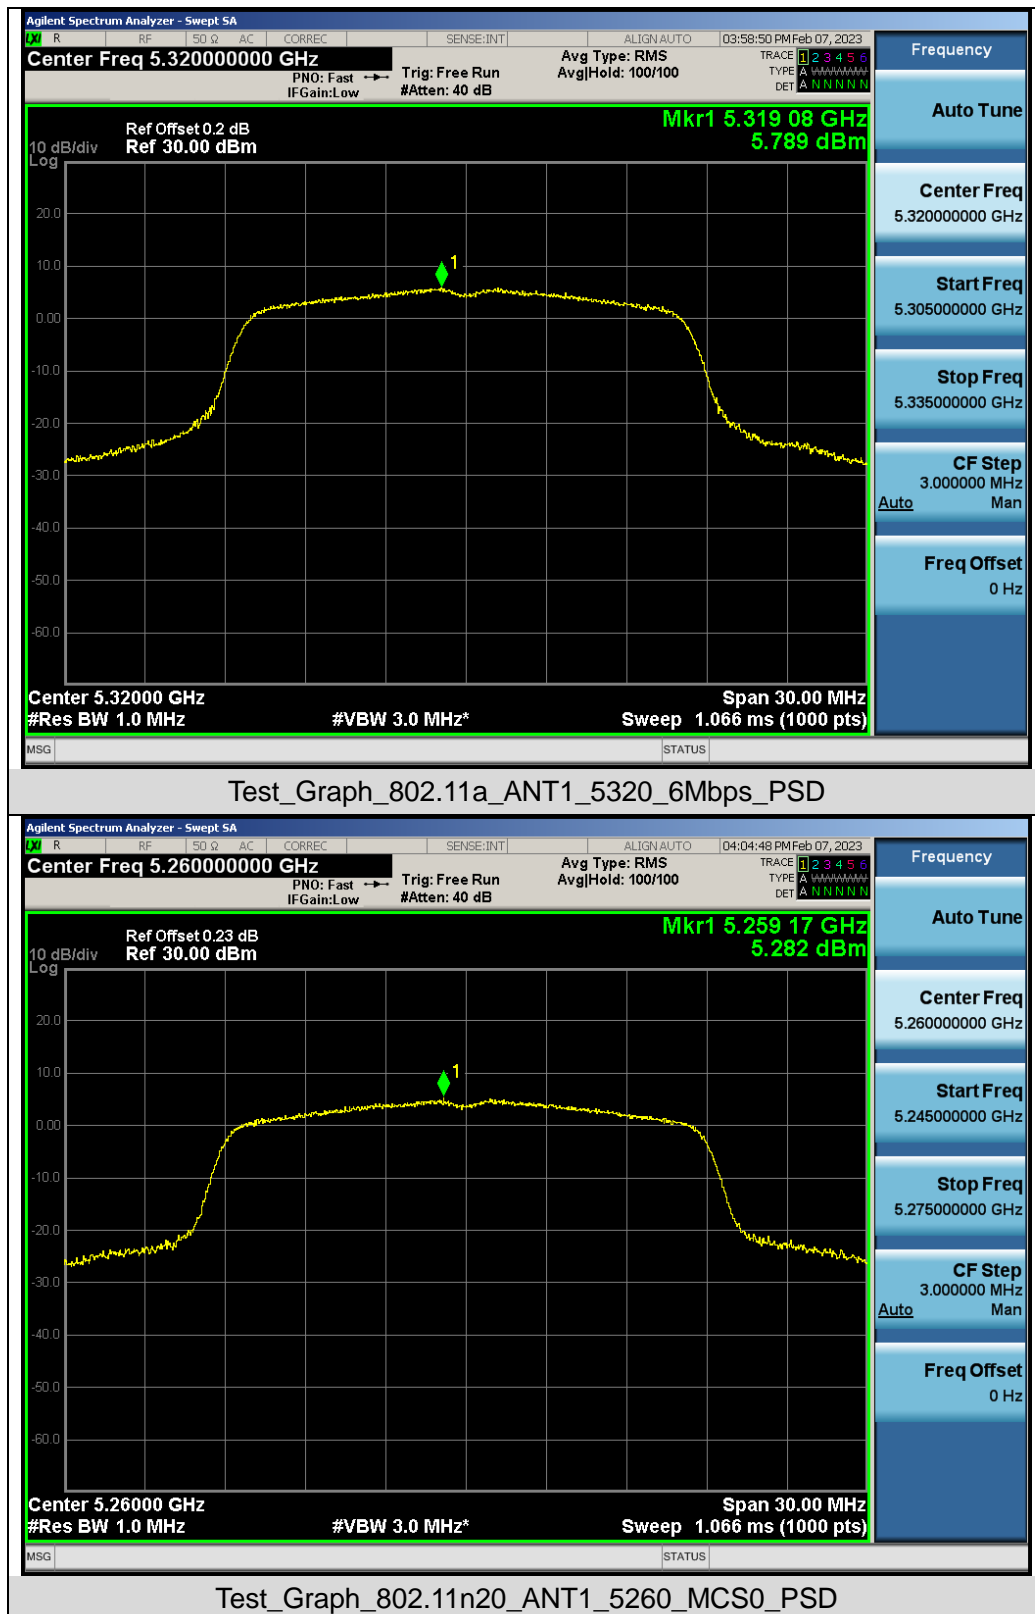 Agilent Spectrum Analyzer - Swept SA
LXI R RF 50 Ω AC CORREC SENSE:INT ALIGN AUTO 03:58:50 PM Feb 07, 2023
Center Freq 5.320000000 GHz
PNO: Fast
IFGain:Low
Trig: Free Run
#Atten: 40 dB
Avg Type: RMS
Avg|Hold: 100/100
TRACE 1 2 3 4 5 6
TYPE A WWWWW
DET A N N N N N
Frequency
Mkr1 5.319 08 GHz
5.789 dBm
Ref Offset 0.2 dB
10 dB/div Ref 30.00 dBm
Log
20.0
10.0
0.00
-10.0
-20.0
-30.0
-40.0
-50.0
-60.0
1
Center 5.32000 GHz
Span 30.00 MHz
#Res BW 1.0 MHz
#VBW 3.0 MHz*
Sweep 1.066 ms (1000 pts)
MSG
STATUS
Auto Tune
Center Freq
5.320000000 GHz
Start Freq
5.305000000 GHz
Stop Freq
5.335000000 GHz
CF Step
3.000000 MHz
Auto Man
Freq Offset
0 Hz
Test_Graph_802.11a_ANT1_5320_6Mbps_PSD
Agilent Spectrum Analyzer - Swept SA
LXI R RF 50 Ω AC CORREC SENSE:INT ALIGN AUTO 04:04:48 PM Feb 07, 2023
Center Freq 5.260000000 GHz
PNO: Fast
IFGain:Low
Trig: Free Run
#Atten: 40 dB
Avg Type: RMS
Avg|Hold: 100/100
TRACE 1 2 3 4 5 6
TYPE A WWWWW
DET A N N N N N
Frequency
Mkr1 5.259 17 GHz
5.282 dBm
Ref Offset 0.23 dB
10 dB/div Ref 30.00 dBm
Log
20.0
10.0
0.00
-10.0
-20.0
-30.0
-40.0
-50.0
-60.0
1
Center 5.26000 GHz
Span 30.00 MHz
#Res BW 1.0 MHz
#VBW 3.0 MHz*
Sweep 1.066 ms (1000 pts)
MSG
STATUS
Auto Tune
Center Freq
5.260000000 GHz
Start Freq
5.245000000 GHz
Stop Freq
5.275000000 GHz
CF Step
3.000000 MHz
Auto Man
Freq Offset
0 Hz
Test_Graph_802.11n20_ANT1_5260_MCS0_PSD